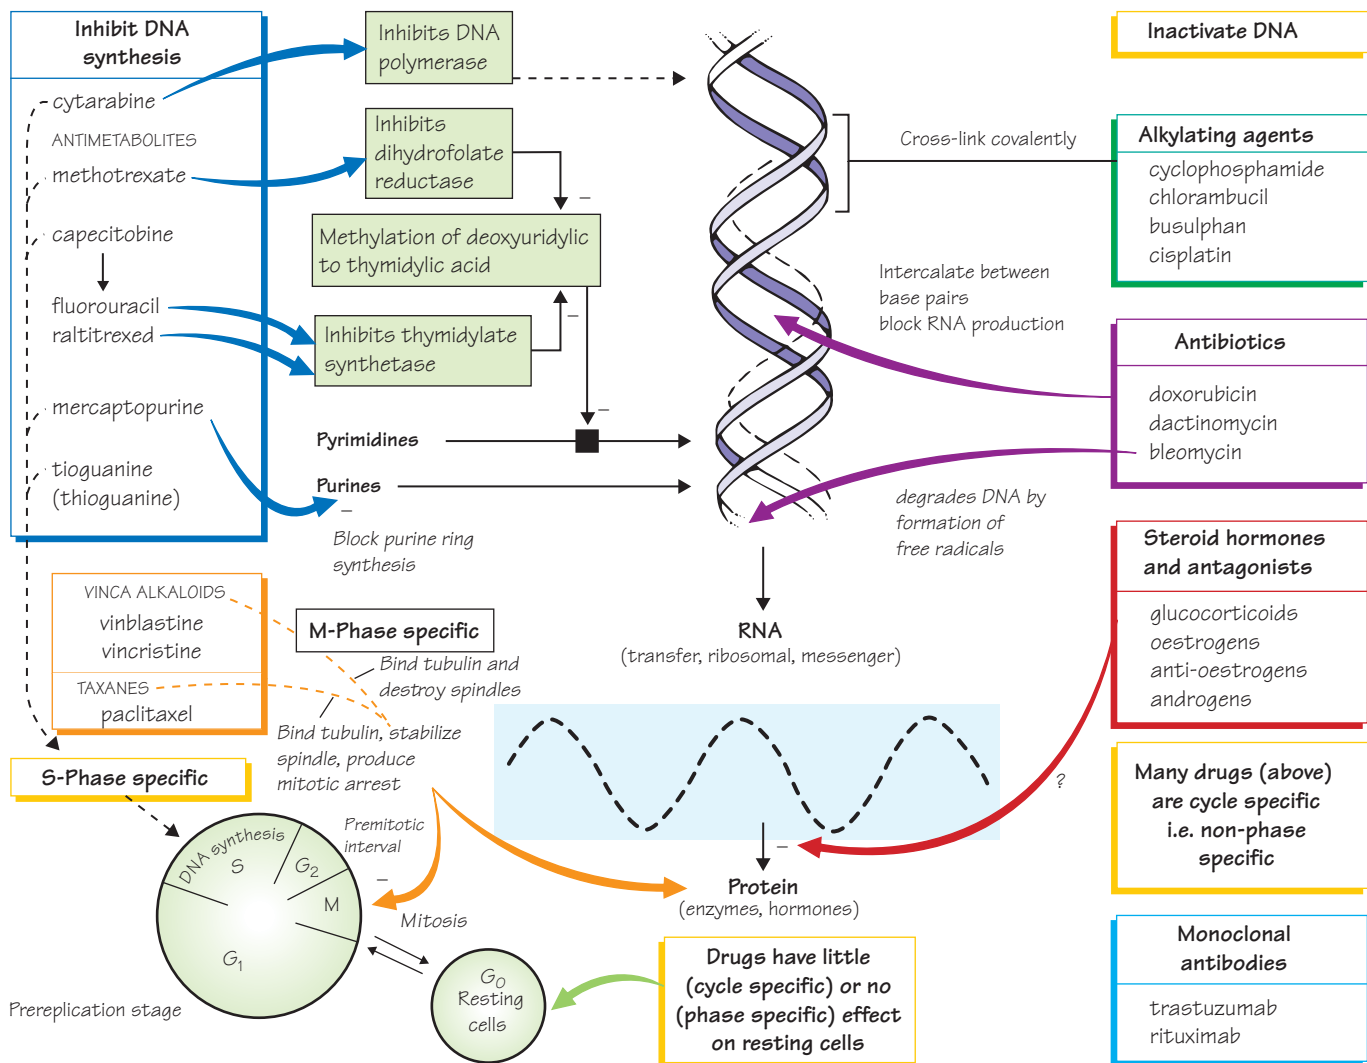 Inhibit DNA
synthesis
cytarabine
ANTIMETABOLITES
methotrexate
capecitobine
fluorouracil
raltitrexed
mercaptopurine
tioguanine
(thioguanine)
Inhibits DNA
polymerase
Inhibits
dihydrofolate
reductase
–
Methylation of deoxyuridylic
to thymidylic acid
–
Inhibits thymidylate
synthetase
–
Pyrimidines
Purines
–
Block purine ring
synthesis
Cross-link covalently
Intercalate between
base pairs
block RNA production
degrades DNA by
formation of
free radicals
RNA
(transfer, ribosomal, messenger)
Inactivate DNA
Alkylating agents
cyclophosphamide
chlorambucil
busulphan
cisplatin
Antibiotics
doxorubicin
dactinomycin
bleomycin
Steroid hormones
and antagonists
glucocorticoids
oestrogens
anti-oestrogens
androgens
?
Many drugs (above)
are cycle specific
i.e. non-phase
specific
Monoclonal
antibodies
trastuzumab
rituximab
VINCA ALKALOIDS
vinblastine
vincristine
TAXANES
paclitaxel
M-Phase specific
Bind tubulin and
destroy spindles
Bind tubulin, stabilize
spindle, produce
mitotic arrest
S-Phase specific
DNA synthesis
S
G2
M
G1
Premitotic
interval
–
Mitosis
Prereplication stage
G0
Resting
cells
–
Protein
(enzymes, hormones)
Drugs have little
(cycle specific) or no
(phase specific) effect
on resting cells